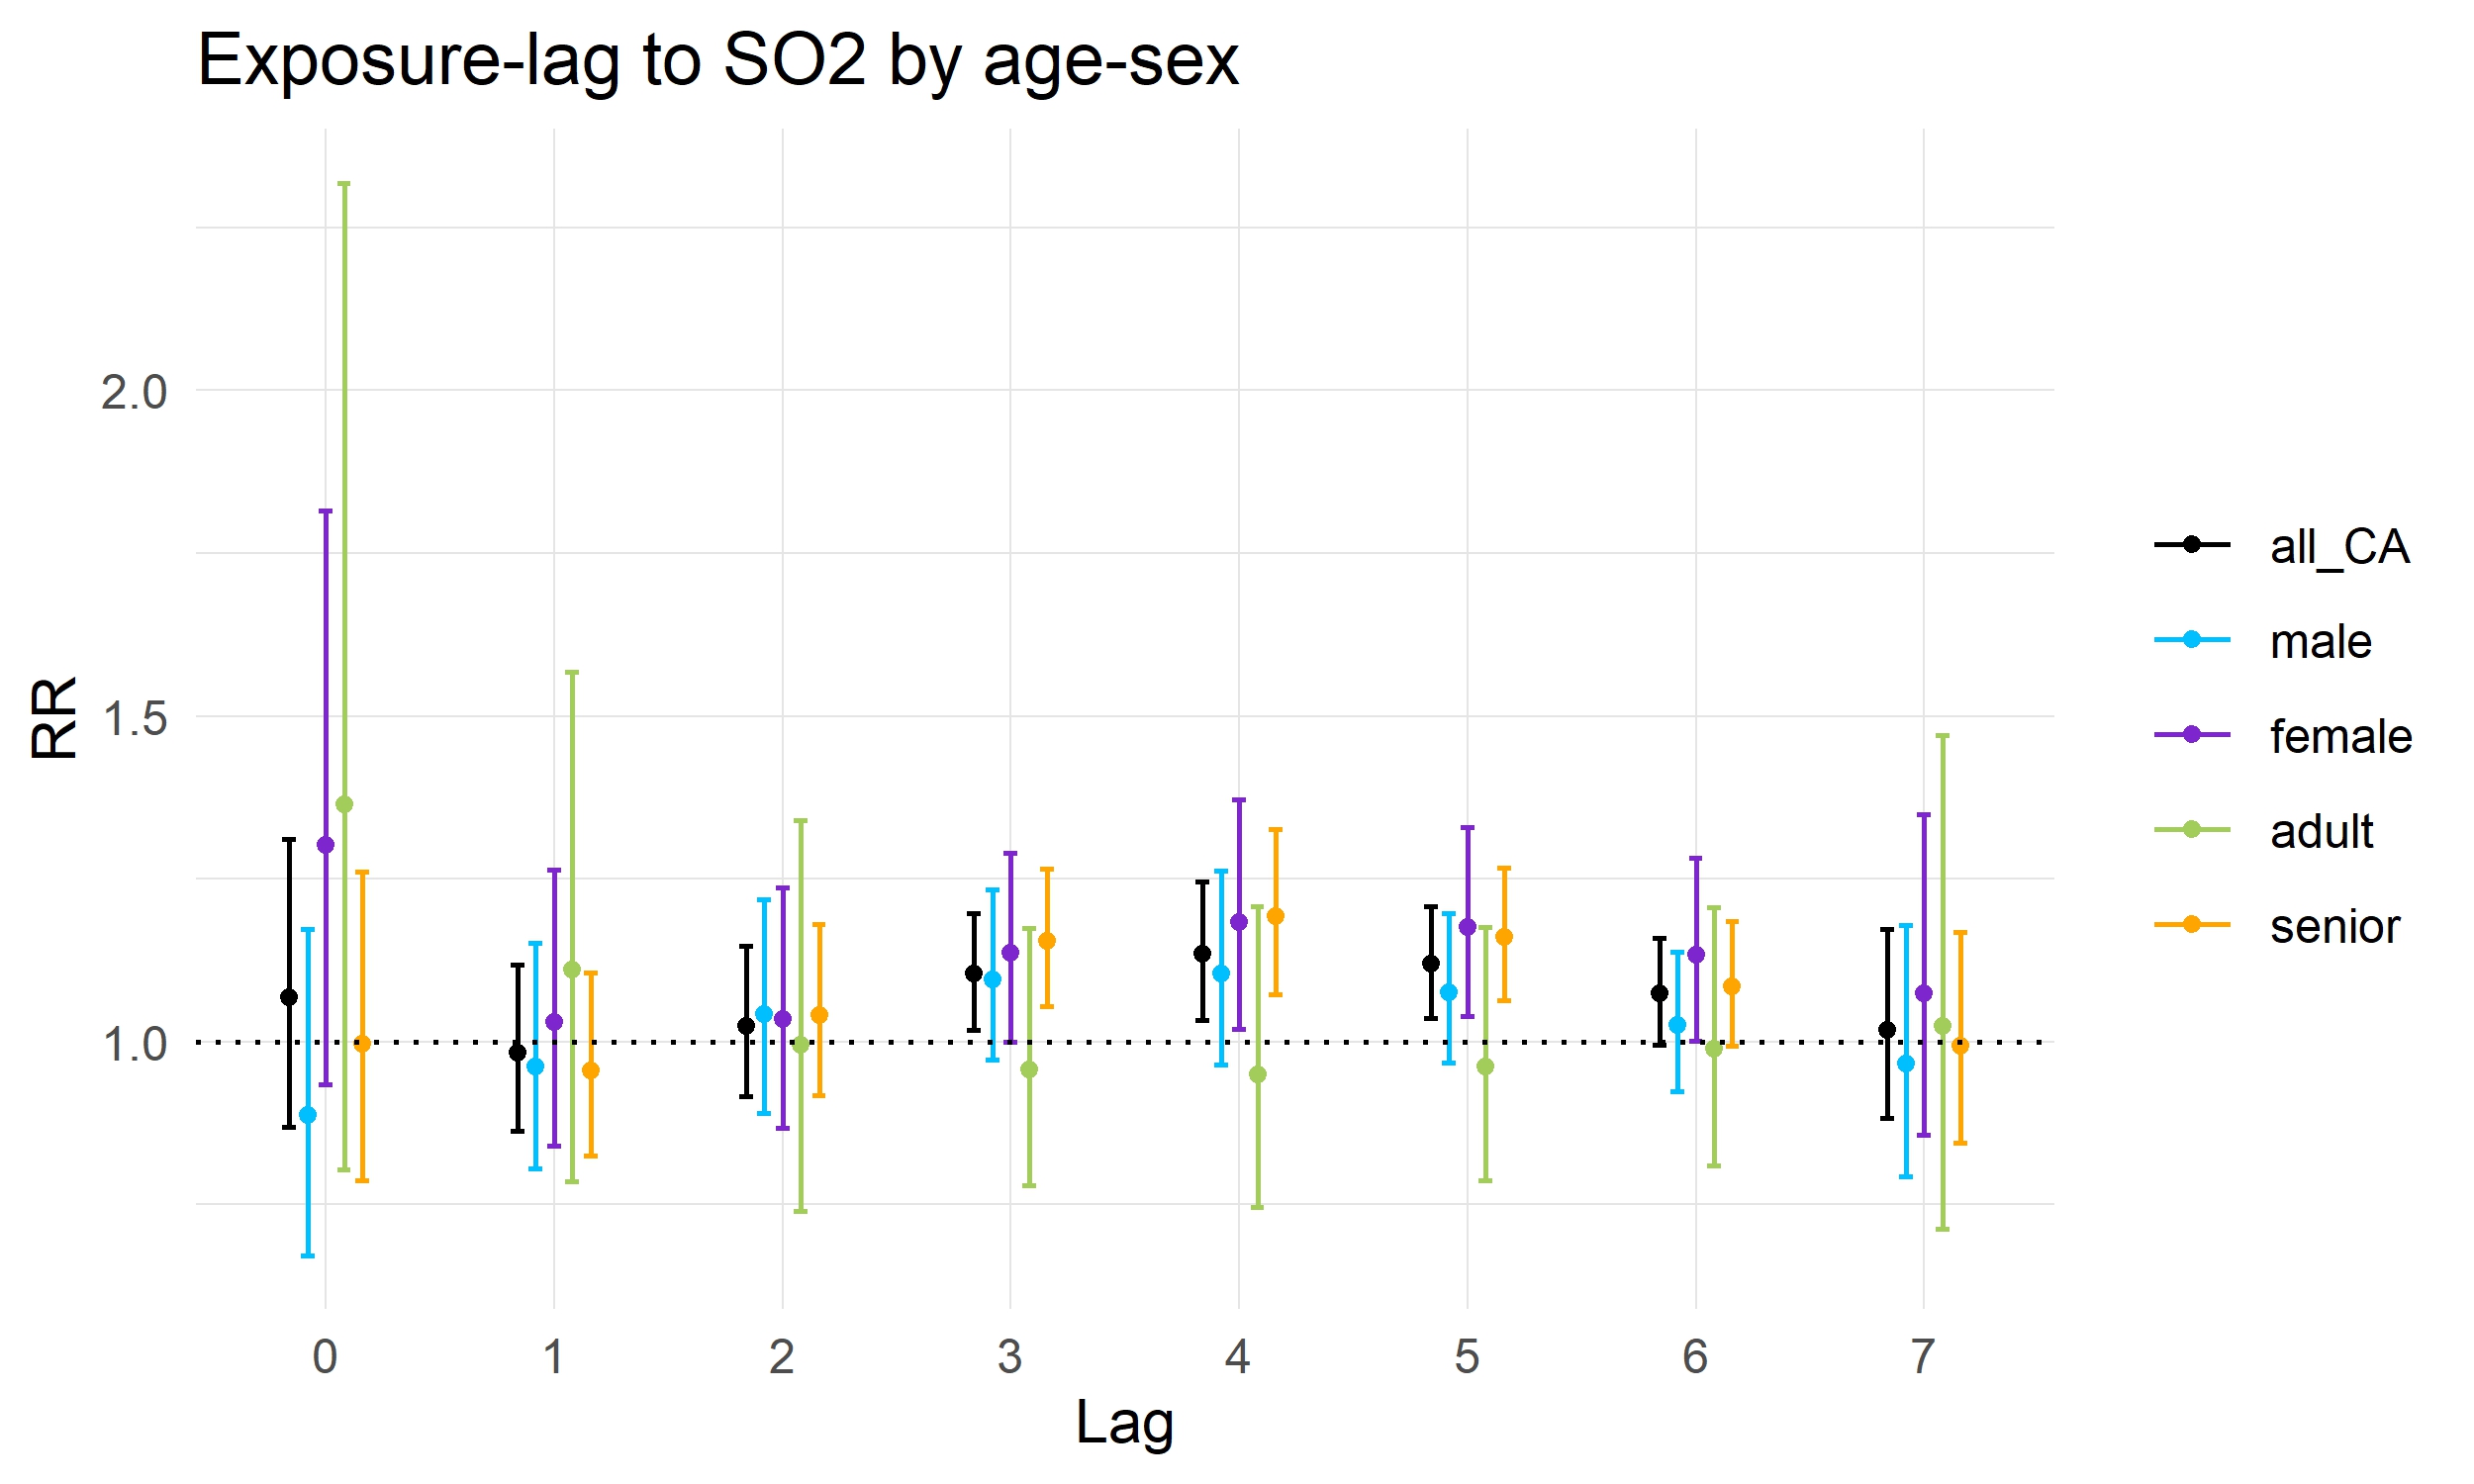 Exposure-lag to SO2 by age-sex
RR
2.0
1.5
1.0
0 1 2 3 4 5 6 7
Lag
all_CA
male
female
adult
senior